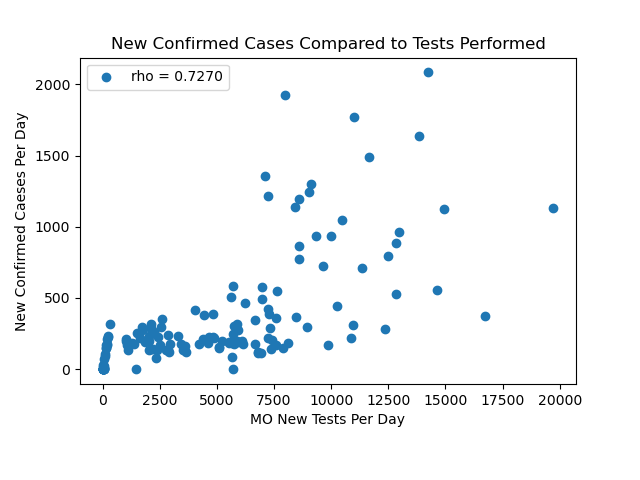 New Confirmed Cases Compared to Tests Performed
rho = 0.7270
2000
1500
1000
500
0
New Confirmed Caeses Per Day
0 2500 5000 7500 10000 12500 15000 17500 20000
MO New Tests Per Day